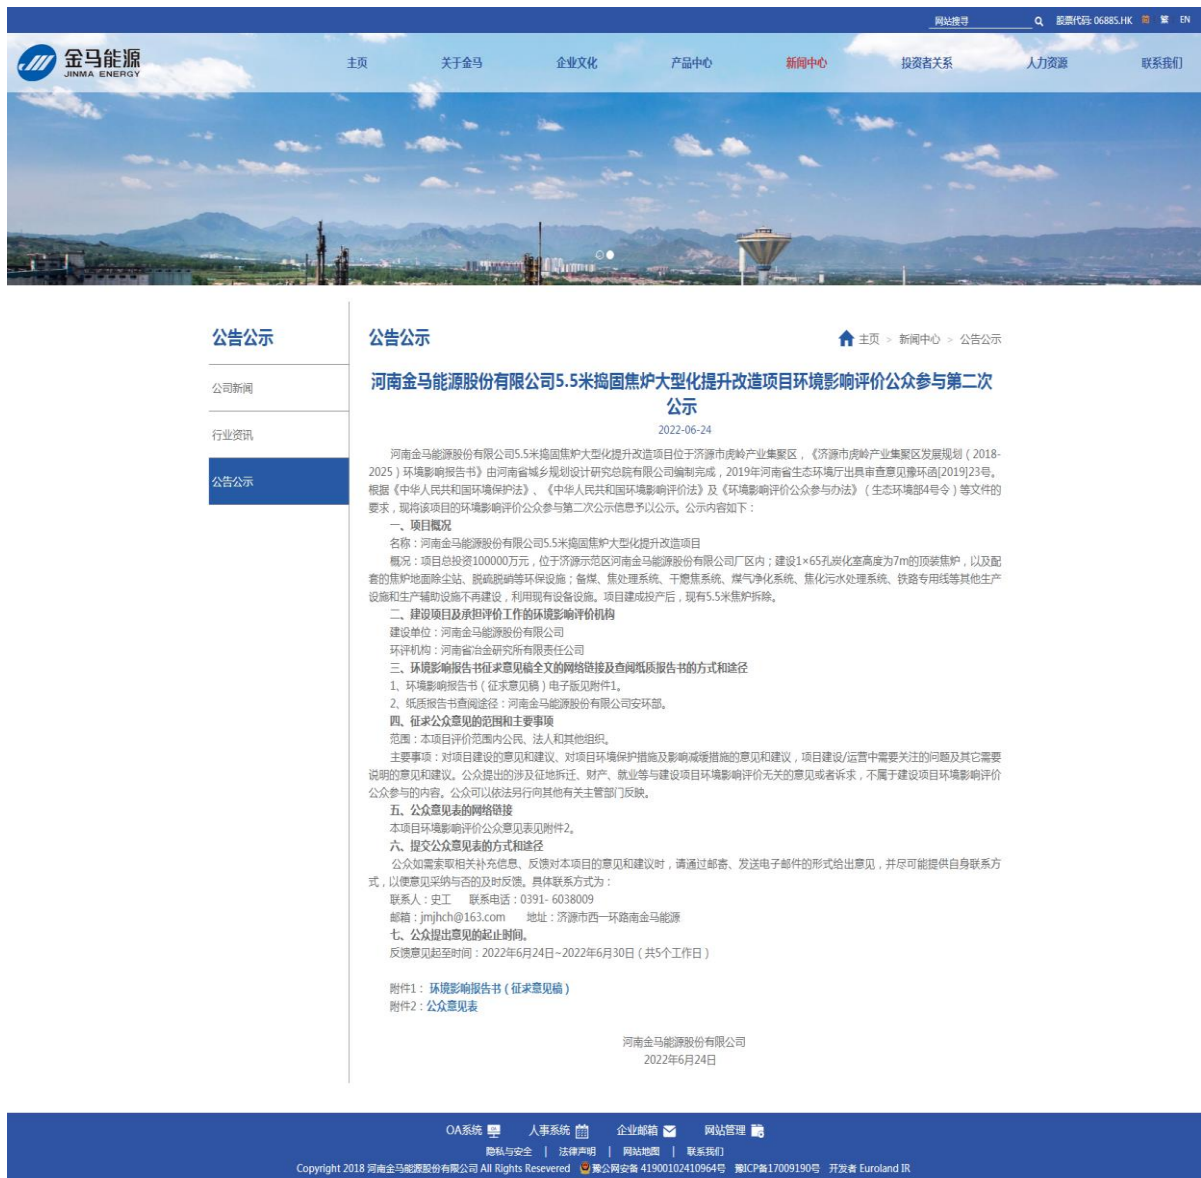 网站搜寻 股票代码: 06885.HK 简 繁 EN
金马能源
JINMA ENERGY
主页 关于金马 企业文化 产品中心 新闻中心 投资者关系 人力资源 联系我们
公告公示
公司新闻
行业资讯
公告公示
公告公示
主页 > 新闻中心 > 公告公示
河南金马能源股份有限公司5.5米捣固焦炉大型化提升改造项目环境影响评价公众参与第二次
公示
2022-06-24
河南金马能源股份有限公司5.5米捣固焦炉大型化提升改造项目位于济源市虎岭产业集聚区，《济源市虎岭产业集聚区发展规划（2018-
2025）环境影响报告书》由河南省城乡规划设计研究总院有限公司编制完成，2019年河南省生态环境厅出具审查意见豫环函[2019]23号。
根据《中华人民共和国环境保护法》、《中华人民共和国环境影响评价法》及《环境影响评价公众参与办法》（生态环境部4号令）等文件的
要求，现将该项目的环境影响评价公众参与第二次公示信息予以公示。公示内容如下：
一、项目概况
名称：河南金马能源股份有限公司5.5米捣固焦炉大型化提升改造项目
概况：项目总投资100000万元，位于济源示范区河南金马能源股份有限公司厂区内；建设1×65孔炭化室高度为7m的顶装焦炉，以及配
套的焦炉地面除尘站、脱硫脱硝等环保设施；备煤、焦处理系统、干熄焦系统、煤气净化系统、焦化污水处理系统、铁路专用线等其他生产
设施和生产辅助设施不再建设，利用现有设备设施。项目建成投产后，现有5.5米焦炉拆除。
二、建设项目及承担评价工作的环境影响评价机构
建设单位：河南金马能源股份有限公司
环评机构：河南省冶金研究所有限责任公司
三、环境影响报告书征求意见稿全文的网络链接及查阅纸质报告书的方式和途径
1、环境影响报告书（征求意见稿）电子版见附件1。
2、纸质报告书查阅途径：河南金马能源股份有限公司安环部。
四、征求公众意见的范围和主要事项
范围：本项目评价范围内公民、法人和其他组织。
主要事项：对项目建设的意见和建议、对项目环境保护措施及影响减缓措施的意见和建议，项目建设/运营中需要关注的问题及其它需要
说明的意见和建议。公众提出的涉及征地拆迁、财产、就业等与建设项目环境影响评价无关的意见或者诉求，不属于建设项目环境影响评价
公众参与的内容。公众可以依法另行向其他有关主管部门反映。
五、公众意见表的网络链接
本项目环境影响评价公众意见表见附件2。
六、提交公众意见表的方式和途径
公众如需索取相关补充信息、反馈对本项目的意见和建议时，请通过邮寄、发送电子邮件的形式给出意见，并尽可能提供自身联系方
式，以便意见采纳与否的及时反馈。具体联系方式为：
联系人：史工 联系电话：0391- 6038009
邮箱：jmjhch@163.com 地址：济源市西一环路南金马能源
七、公众提出意见的起止时间。
反馈意见起至时间：2022年6月24日~2022年6月30日（共5个工作日）
附件1： 环境影响报告书（征求意见稿）
附件2：公众意见表
河南金马能源股份有限公司
2022年6月24日
OA系统 人事系统 企业邮箱 网站管理
隐私与安全 | 法律声明 | 网站地图 | 联系我们
Copyright 2018 河南金马能源股份有限公司 All Rights Resevered 豫公网安备 41900102410964号 豫ICP备17009190号 开发者 Euroland IR